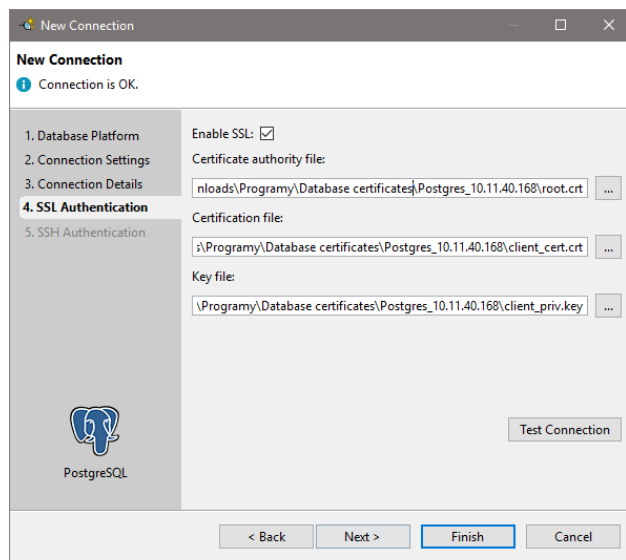 New Connection
New Connection
Connection is OK.
1. Database Platform
2. Connection Settings
3. Connection Details
4. SSL Authentication
5. SSH Authentication
PostgreSQL
Enable SSL:
Certificate authority file:
nloads\Programy\Database certificates\Postgres_10.11.40.168\root.crt
...
Certification file:
\Programy\Database certificates\Postgres_10.11.40.168\client_cert.crt
...
Key file:
\Programy\Database certificates\Postgres_10.11.40.168\client_priv.key
...
Test Connection
< Back Next > Finish Cancel